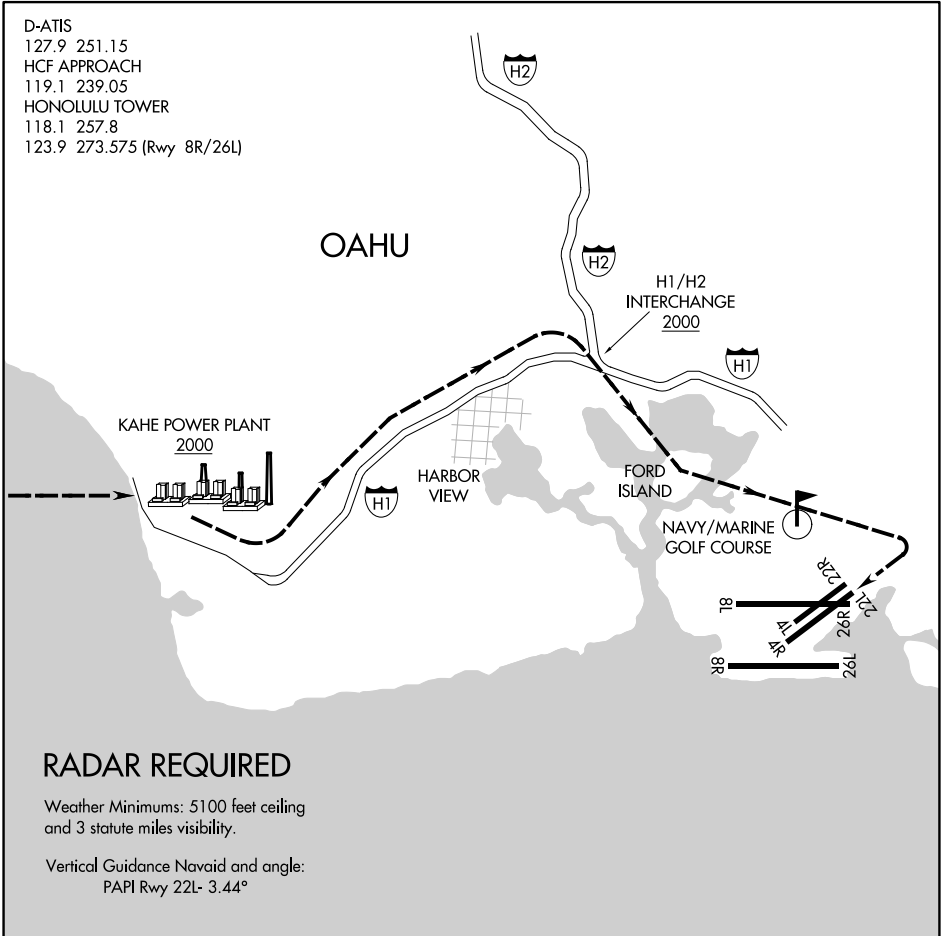 D-ATIS
127.9 251.15
HCF APPROACH
119.1 239.05
HONOLULU TOWER
118.1 257.8
123.9 273.575 (Rwy 8R/26L)
H2
OAHU
H2
H1/H2
INTERCHANGE
2000
H1
KAHE POWER PLANT
2000
HARBOR
VIEW
H1
FORD
ISLAND
NAVY/MARINE
GOLF COURSE
22R
22L
8L
4L
26R
4R
8R
26L
RADAR REQUIRED
Weather Minimums: 5100 feet ceiling
and 3 statute miles visibility.
Vertical Guidance Navaid and angle:
PAPI Rwy 22L- 3.44°